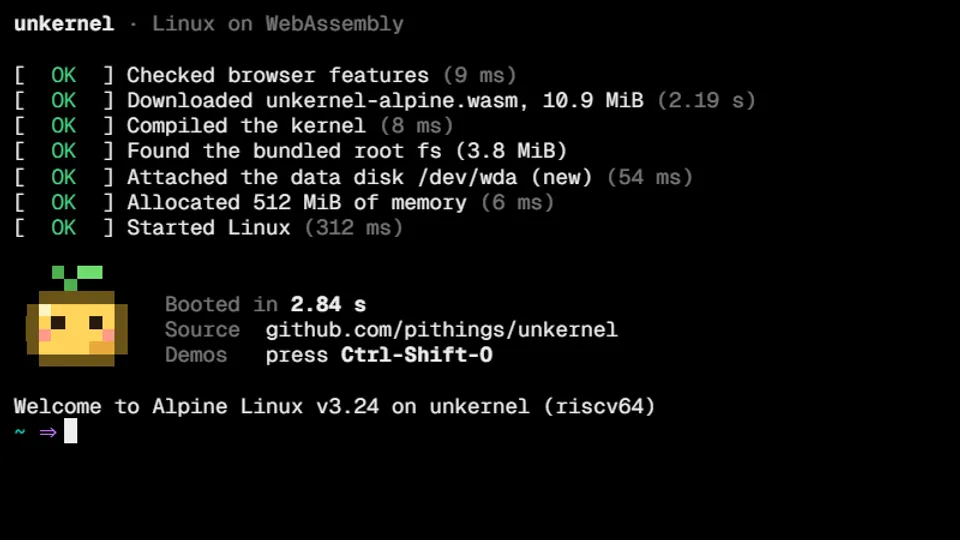 unkernel · Linux on WebAssembly
[  OK  ] Checked browser features (9 ms)
[  OK  ] Downloaded unkernel-alpine.wasm, 10.9 MiB (2.19 s)
[  OK  ] Compiled the kernel (8 ms)
[  OK  ] Found the bundled root fs (3.8 MiB)
[  OK  ] Attached the data disk /dev/wda (new) (54 ms)
[  OK  ] Allocated 512 MiB of memory (6 ms)
[  OK  ] Started Linux (312 ms)
Booted in 2.84 s
Source  github.com/pithings/unkernel
Demos   press Ctrl-Shift-O
Welcome to Alpine Linux v3.24 on unkernel (riscv64)
~ ⇒